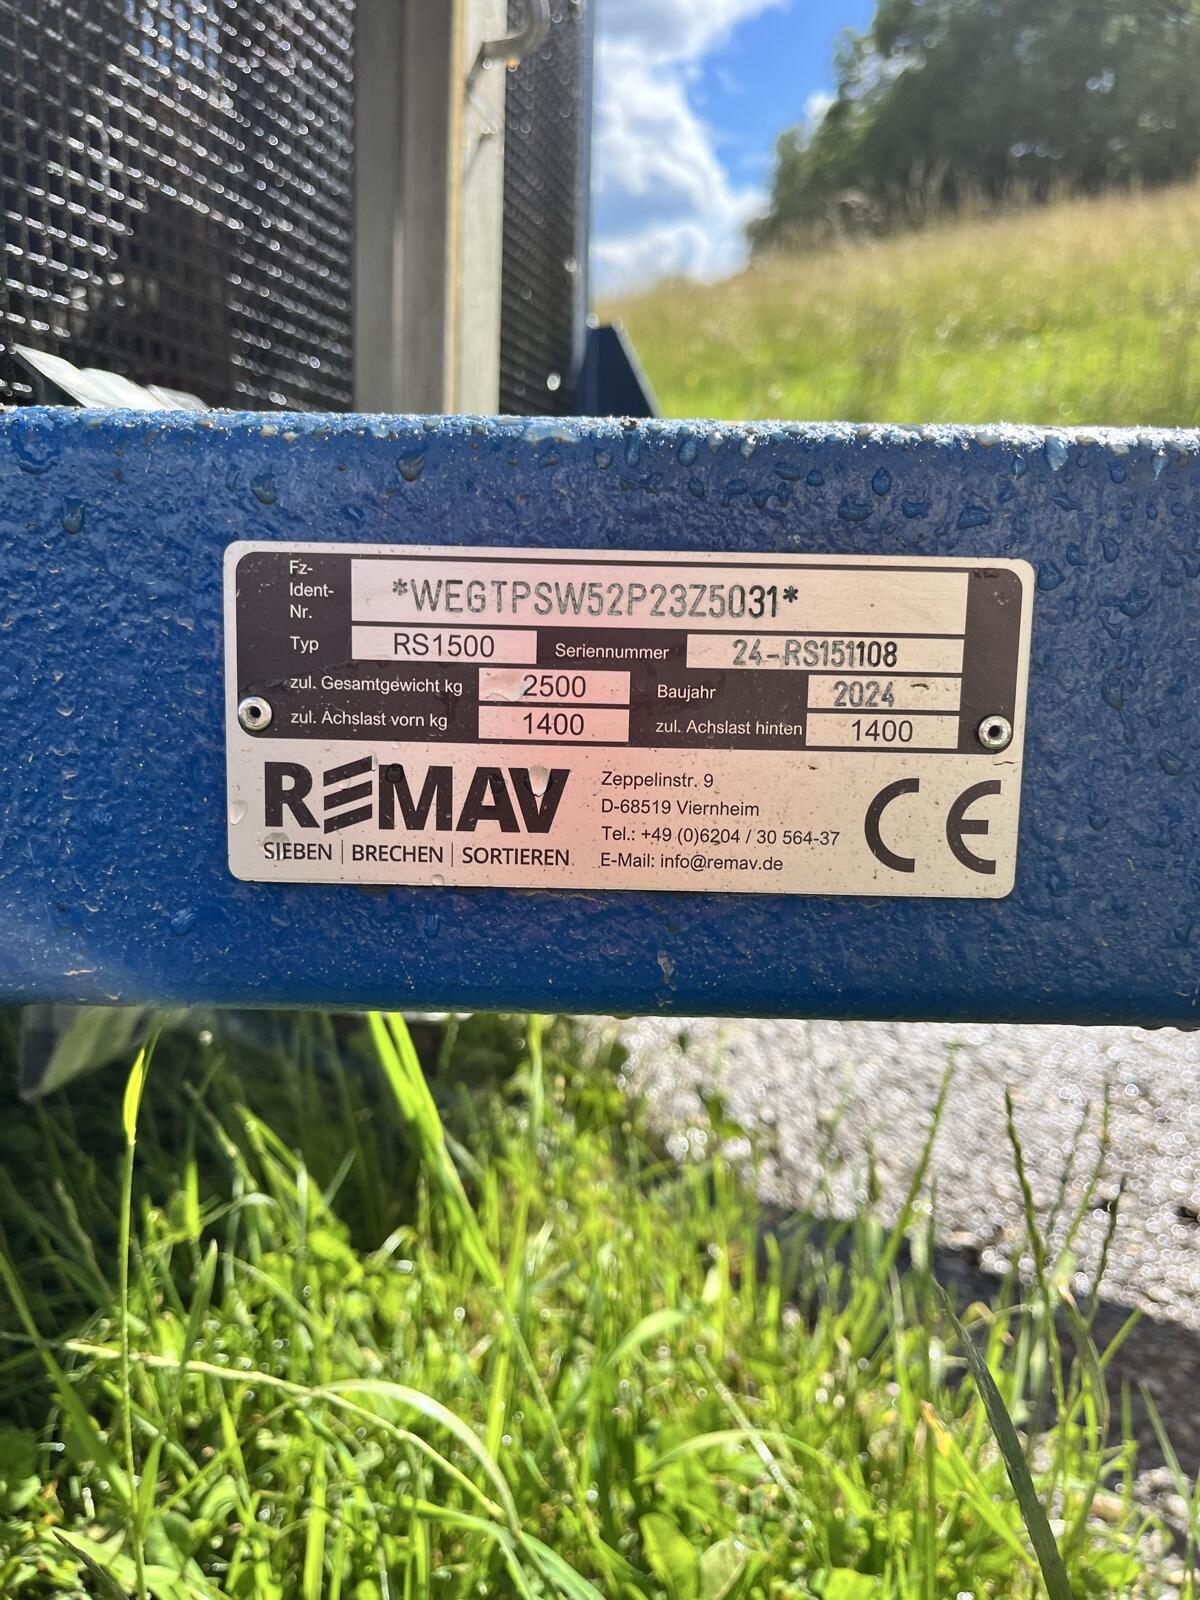 Fz-
Ident-
Nr.
*WEGTPSW52P23Z5031*
Typ RS1500 Seriennummer 24-RS151108
zul. Gesamtgewicht kg 2500 Baujahr 2024
zul. Achslast vorn kg 1400 zul. Achslast hinten 1400
REMAV
SIEBEN | BRECHEN | SORTIEREN
Zeppelinstr. 9
D-68519 Viernheim
Tel.: +49 (0)6204 / 30 564-37
E-Mail: info@remav.de
CE